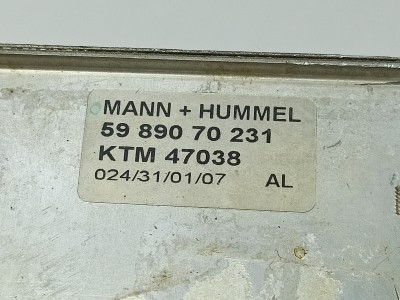 MANN + HUMMEL
59 890 70 231
KTM 47038
024/31/01/07 AL